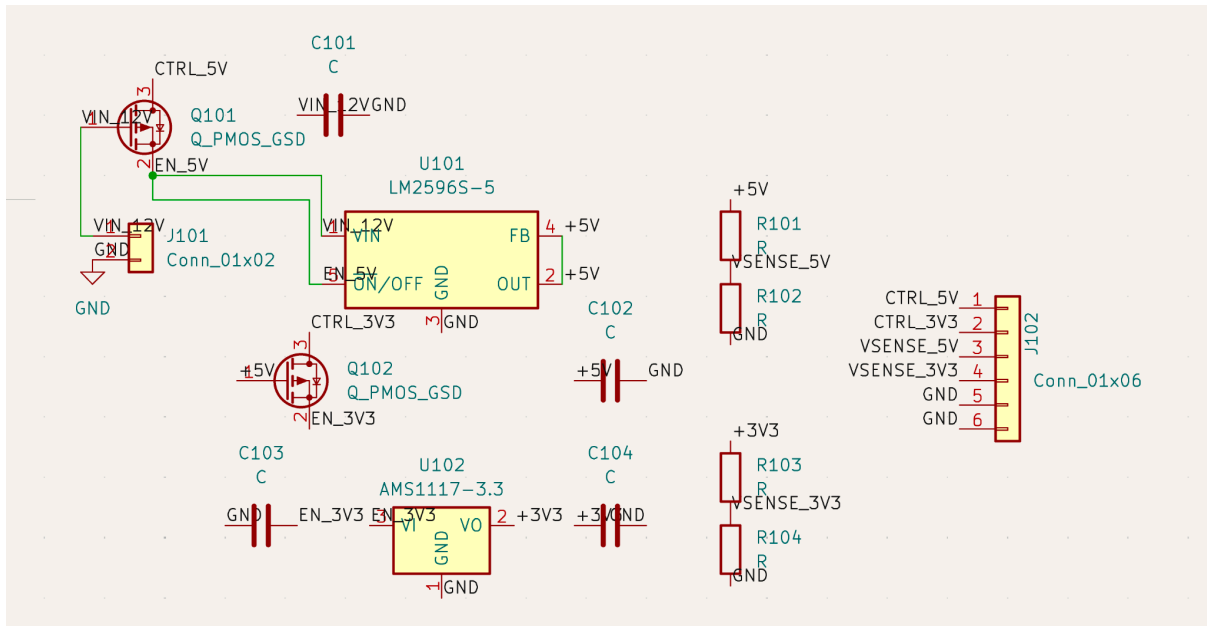 C101
C
CTRL_5V
3
VIN_12V GND
Q101
VIN_12V
1
Q_PMOS_GSD
2
EN_5V
U101
LM2596S-5
+5V
VIN_12V
1
J101
GND
2
Conn_01x02
GND
VIN_12V
1
VIN
FB
4
+5V
EN_5V
5
ON/OFF
GND
OUT
2
+5V
3
GND
R101
R
VSENSE_5V
R102
R
GND
C102
C
+5V
GND
CTRL_3V3
3
+5V
1
Q102
Q_PMOS_GSD
2
EN_3V3
CTRL_5V 1
CTRL_3V3 2
VSENSE_5V 3
VSENSE_3V3 4
GND 5
GND 6
J102
Conn_01x06
C103
C
GND
EN_3V3
U102
AMS1117-3.3
EN_3V3
3
VI
VO
2
+3V3
GND
1
GND
C104
C
+3V3
GND
+3V3
R103
R
VSENSE_3V3
R104
R
GND